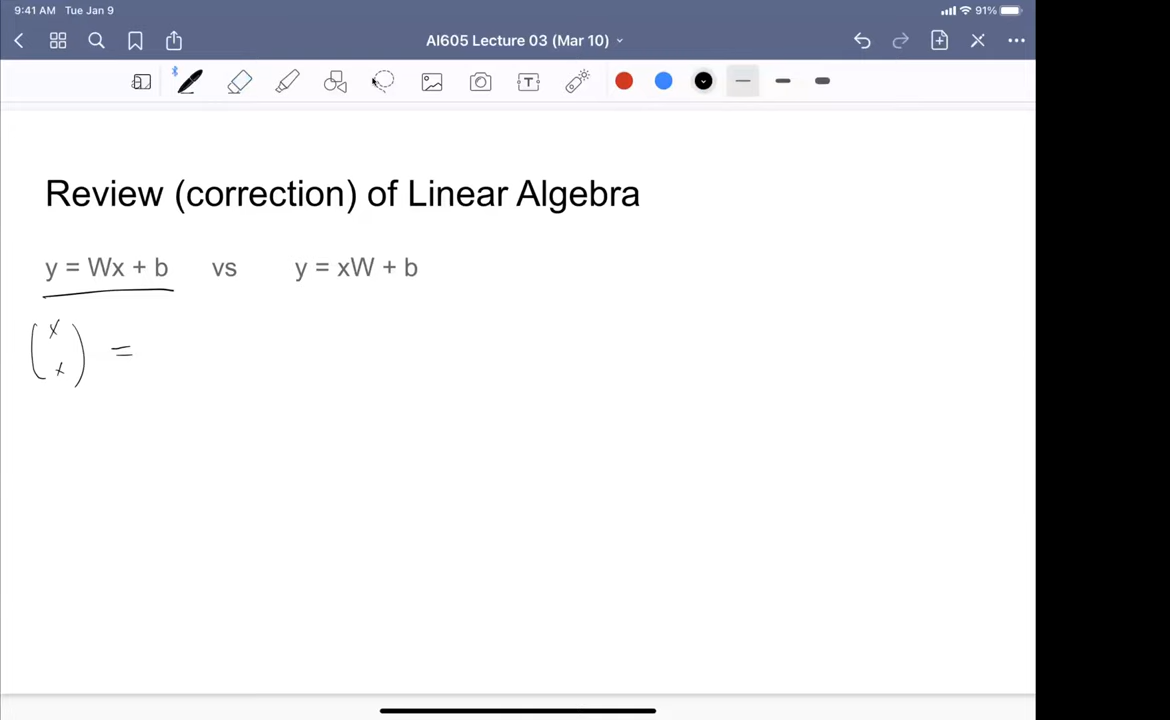 9:41 AM Tue Jan 9 91%
AI605 Lecture 03 (Mar 10)
T
Review (correction) of Linear Algebra
y = Wx + b vs y = xW + b
x
=
x